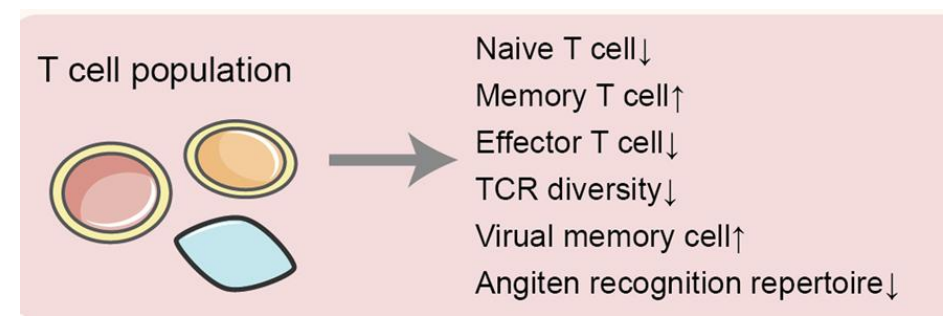 T cell population
Naive T cell↓
Memory T cell↑
Effector T cell↓
TCR diversity↓
Virual memory cell↑
Angiten recognition repertoire↓